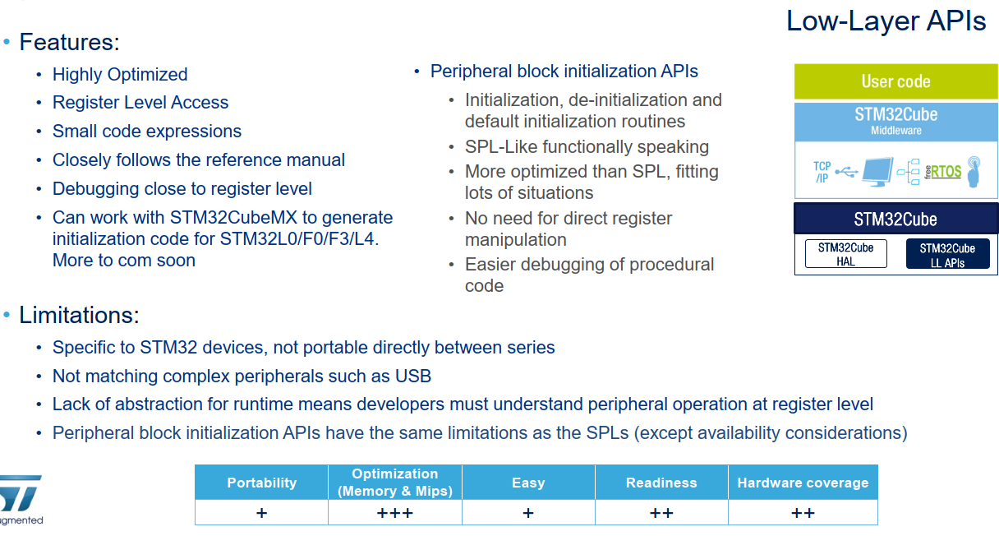 Low-Layer APIs
• Features:
• Highly Optimized
• Register Level Access
• Small code expressions
• Closely follows the reference manual
• Debugging close to register level
• Can work with STM32CubeMX to generate
initialization code for STM32L0/F0/F3/L4.
More to com soon
• Peripheral block initialization APIs
• Initialization, de-initialization and
default initialization routines
• SPL-Like functionally speaking
• More optimized than SPL, fitting
lots of situations
• No need for direct register
manipulation
• Easier debugging of procedural
code
User code
STM32Cube
Middleware
TCP
/IP
free RTOS
STM32Cube
STM32Cube
HAL
STM32Cube
LL APIs
• Limitations:
• Specific to STM32 devices, not portable directly between series
• Not matching complex peripherals such as USB
• Lack of abstraction for runtime means developers must understand peripheral operation at register level
• Peripheral block initialization APIs have the same limitations as the SPLs (except availability considerations)
Portability
Optimization
(Memory & Mips)
Easy
Readiness
Hardware coverage
+
+++
+
++
++
ST
ugmented